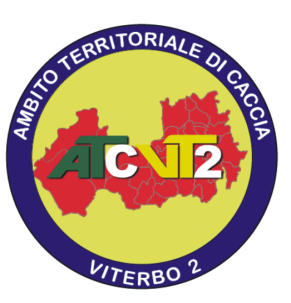 AMBITO TERRITORIALE DI CACCIA
ATCVT2
VITERBO 2